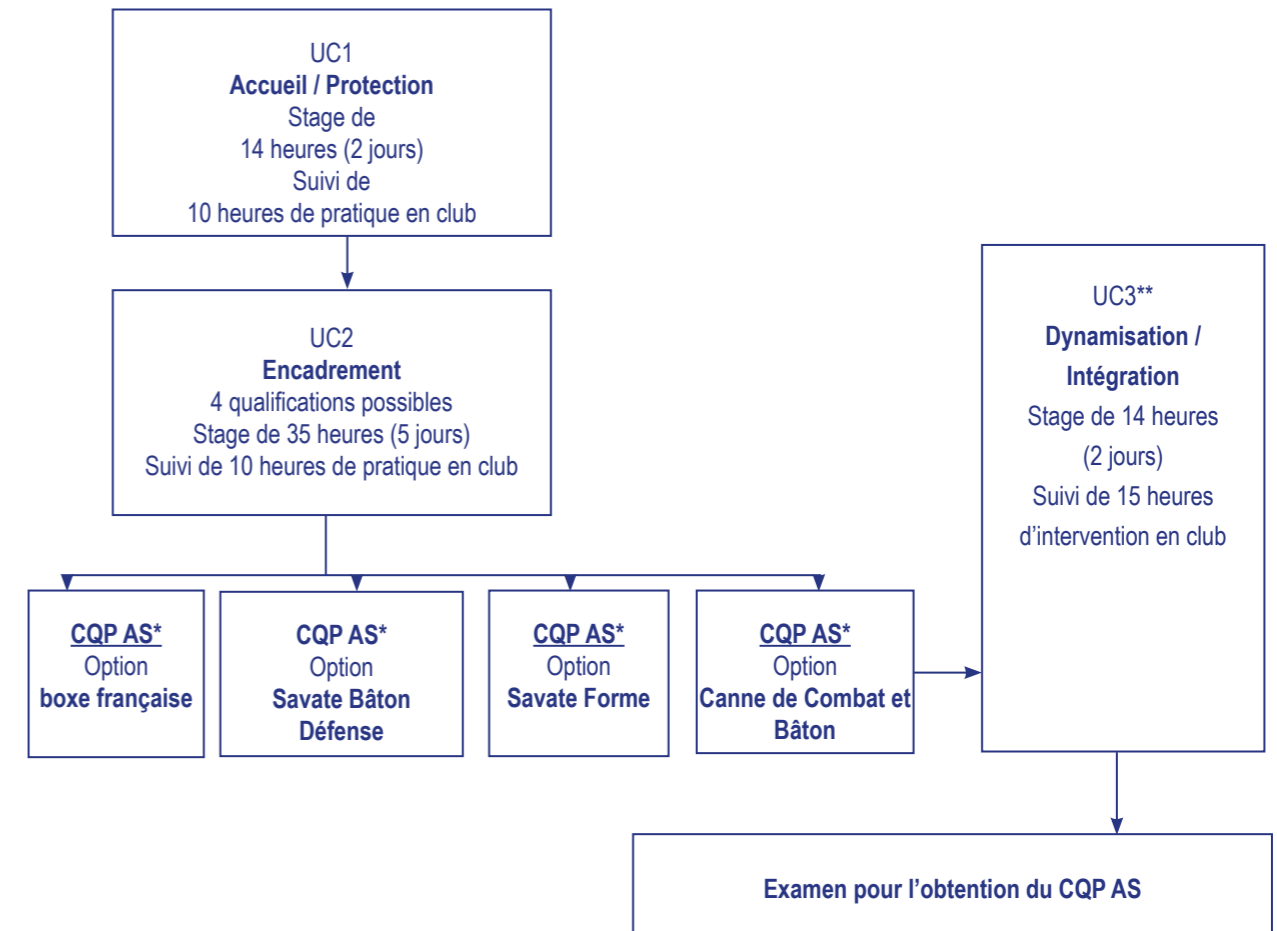 UC1
Accueil / Protection
Stage de
14 heures (2 jours)
Suivi de
10 heures de pratique en club
UC2
Encadrement
4 qualifications possibles
Stage de 35 heures (5 jours)
Suivi de 10 heures de pratique en club
CQP AS*
Option
boxe française
CQP AS*
Option
Savate Bâton
Défense
CQP AS*
Option
Savate Forme
CQP AS*
Option
Canne de Combat et
Bâton
UC3**
Dynamisation /
Intégration
Stage de 14 heures
(2 jours)
Suivi de 15 heures
d'intervention en club
Examen pour l'obtention du CQP AS